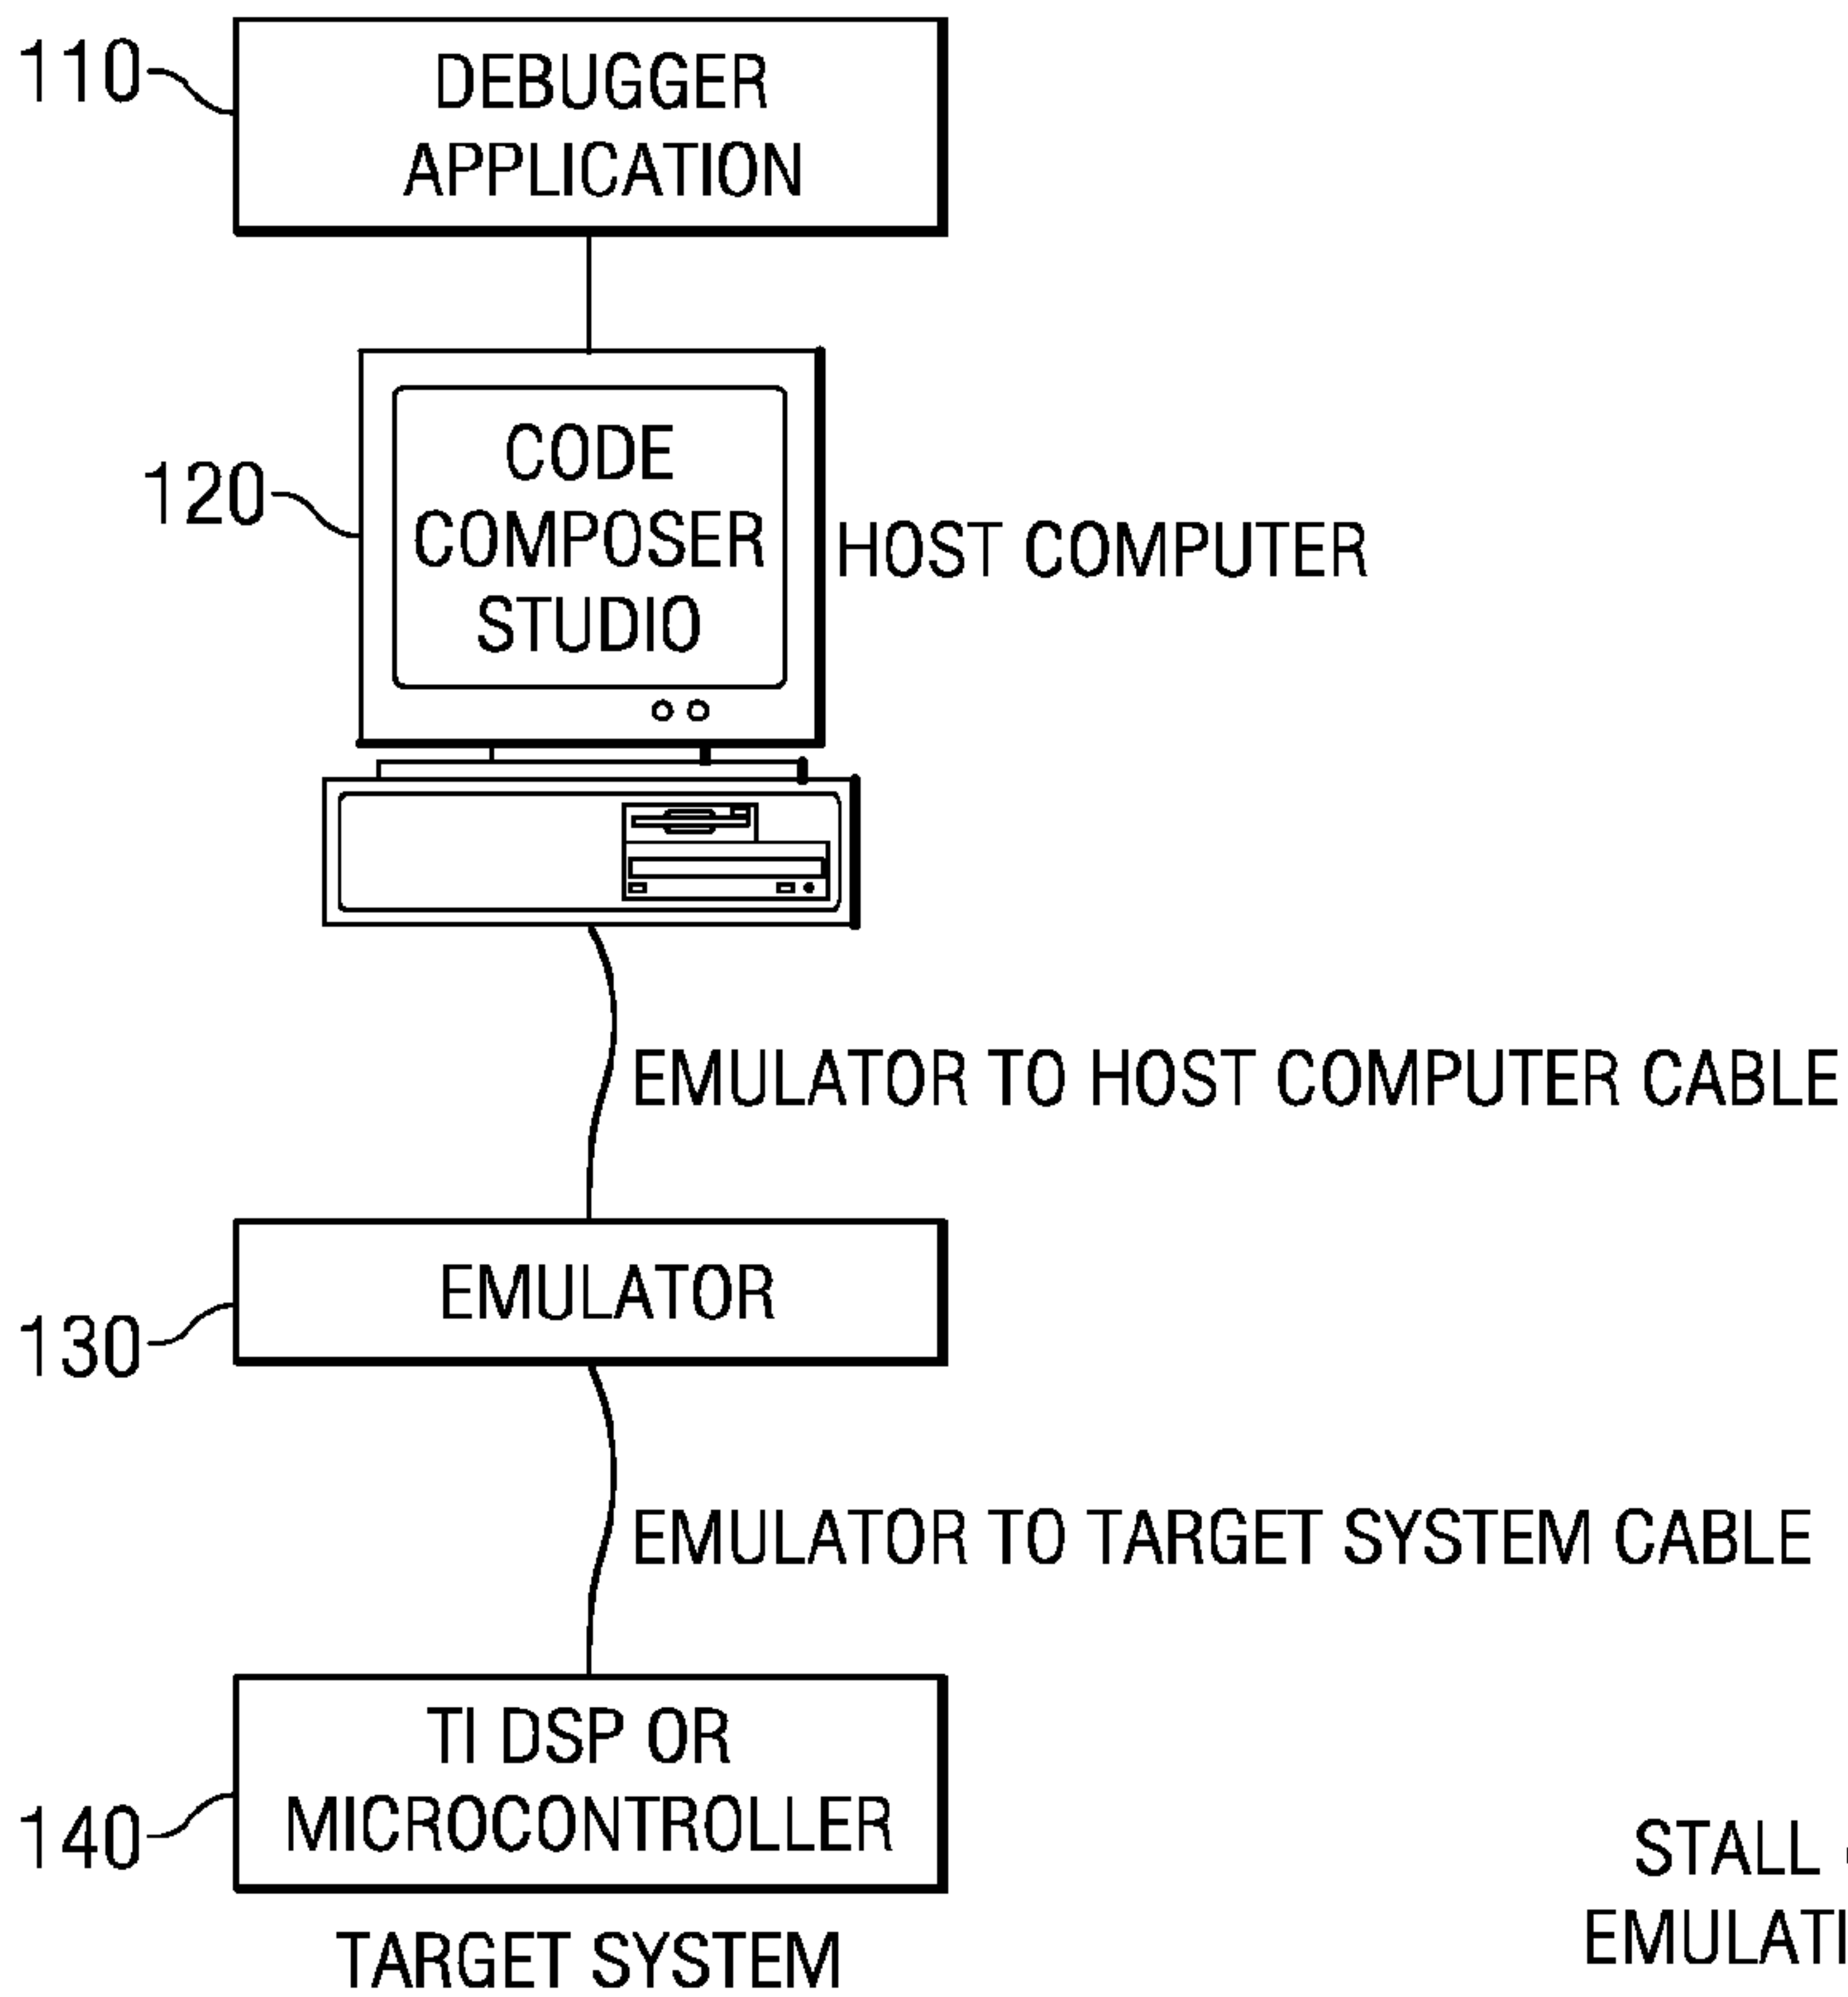 110
DEBUGGER
APPLICATION
120
CODE
COMPOSER
STUDIO
HOST COMPUTER
EMULATOR TO HOST COMPUTER CABLE
EMULATOR
130
EMULATOR TO TARGET SYSTEM CABLE
TI DSP OR
MICROCONTROLLER
140
TARGET SYSTEM
STALL